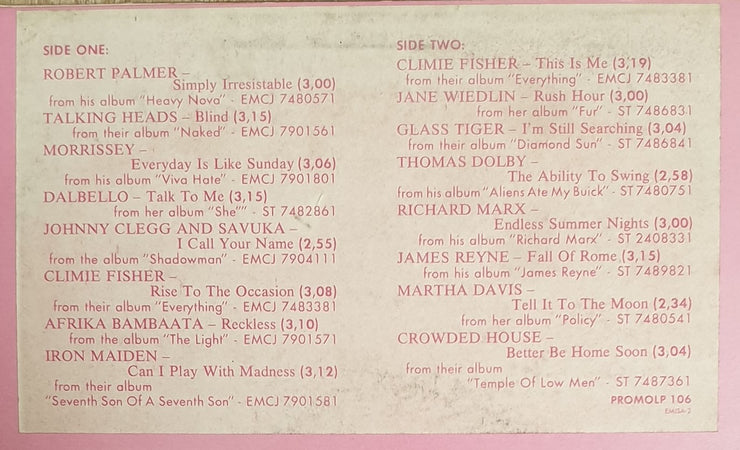 SIDE ONE:
ROBERT PALMER –
Simply Irresistable (3,00)
from his album "Heavy Nova" - EMCJ 7480571
TALKING HEADS – Blind (3,15)
from their album "Naked" - EMCJ 7901561
MORRISSEY –
Everyday Is Like Sunday (3,06)
from his album "Viva Hate" - EMCJ 7901801
DALBELLO – Talk To Me (3,15)
from her album "She"" - ST 7482861
JOHNNY CLEGG AND SAVUKA –
I Call Your Name (2,55)
from the album "Shadowman" - EMCJ 7904111
CLIMIE FISHER –
Rise To The Occasion (3,08)
from their album "Everything" - EMCJ 7483381
AFRIKA BAMBAATA – Reckless (3,10)
from the album "The Light" - EMCJ 7901571
IRON MAIDEN –
Can I Play With Madness (3,12)
from their album
"Seventh Son Of A Seventh Son" - EMCJ 7901581
SIDE TWO:
CLIMIE FISHER – This Is Me (3,19)
from their album "Everything" - EMCJ 7483381
JANE WIEDLIN – Rush Hour (3,00)
from her album "Fur" - ST 7486831
GLASS TIGER – I'm Still Searching (3,04)
from their album "Diamond Sun" - ST 7486841
THOMAS DOLBY –
The Ability To Swing (2,58)
from his album "Aliens Ate My Buick" - ST 7480751
RICHARD MARX –
Endless Summer Nights (3,00)
from his album "Richard Marx" - ST 2408331
JAMES REYNE – Fall Of Rome (3,15)
from his album "James Reyne" - ST 7489821
MARTHA DAVIS –
Tell It To The Moon (2,34)
from her album "Policy" - ST 7480541
CROWDED HOUSE –
Better Be Home Soon (3,04)
from their album
"Temple Of Low Men" - ST 7487361
PROMOLP 106
EMGSA-2